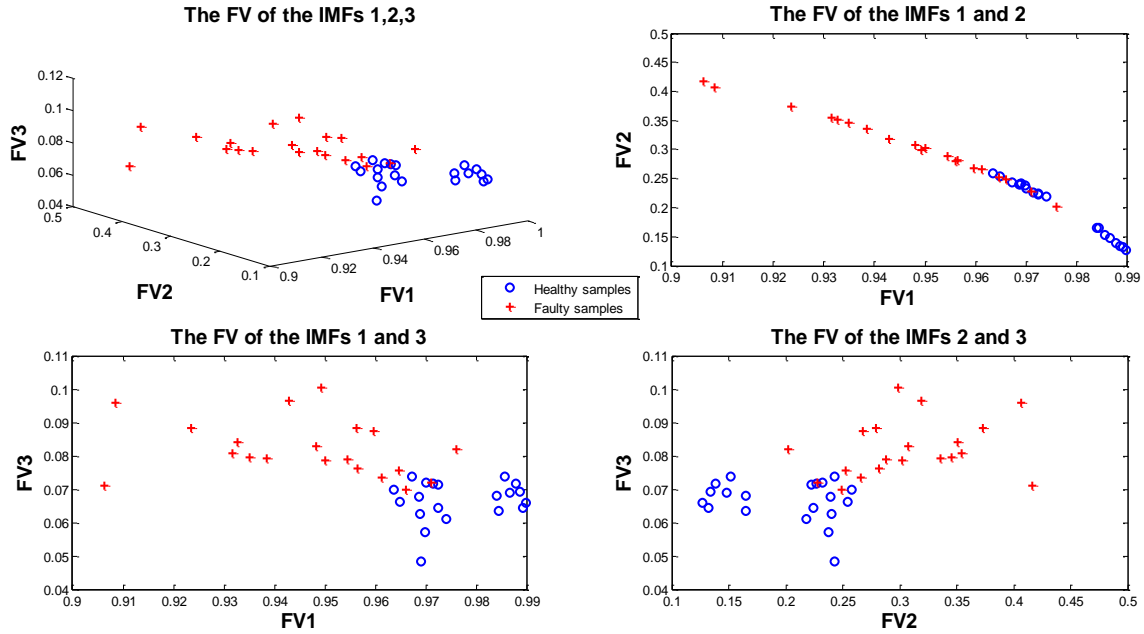 The FV of the IMFs 1,2,3
0.12
0.1
0.08
0.06
0.04
FV3
0.5
0.4
0.3
0.2
0.1
FV2
0.9
0.92
0.94
0.96
0.98
1
FV1
The FV of the IMFs 1 and 2
0.5
0.45
0.4
0.35
0.3
0.25
0.2
0.15
0.1
FV2
0.9 0.91 0.92 0.93 0.94 0.95 0.96 0.97 0.98 0.99
FV1
Healthy samples
Faulty samples
The FV of the IMFs 1 and 3
0.11
0.1
0.09
0.08
0.07
0.06
0.05
0.04
FV3
0.9 0.91 0.92 0.93 0.94 0.95 0.96 0.97 0.98 0.99
FV1
The FV of the IMFs 2 and 3
0.11
0.1
0.09
0.08
0.07
0.06
0.05
0.04
FV3
0.1 0.15 0.2 0.25 0.3 0.35 0.4 0.45 0.5
FV2